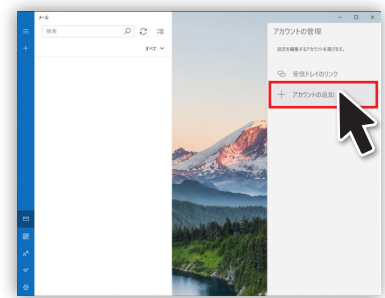 メール
検索
すべて
アカウントの管理
設定を編集するアカウントを選びます。
受信トレイのリンク
アカウントの追加